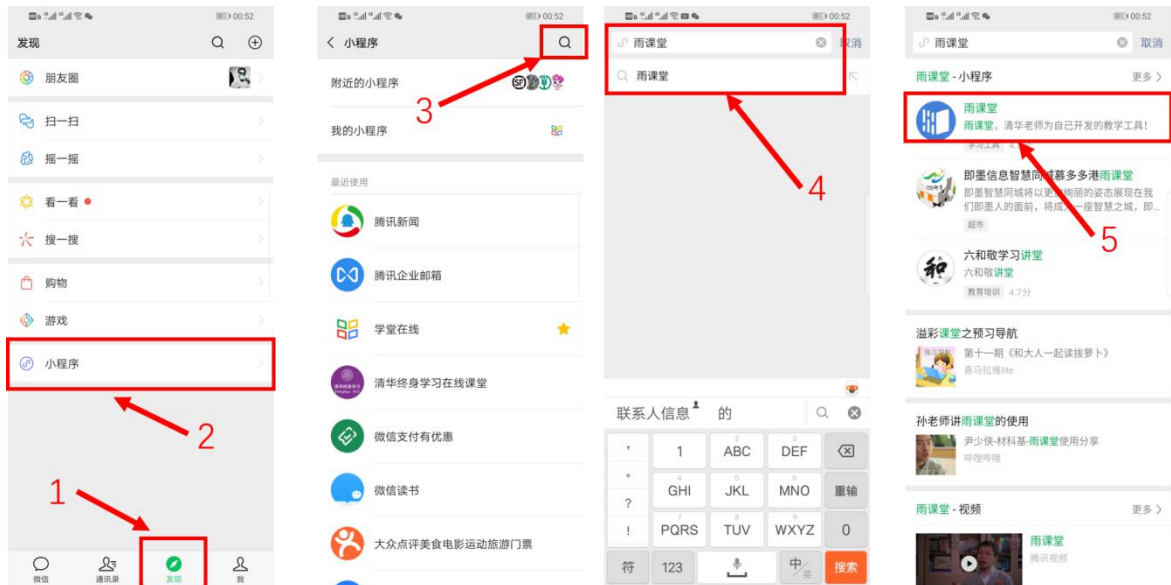 00:52
发现
朋友圈
扫一扫
摇一摇
看一看
搜一搜
购物
游戏
小程序
2
1
微信
通讯录
发现
我
00:52
小程序
附近的小程序
3
我的小程序
最近使用
腾讯新闻
腾讯企业邮箱
学堂在线
清华终身学习在线课堂
微信支付有优惠
微信读书
大众点评美食电影运动旅游门票
00:52
雨课堂
取消
雨课堂
4
联系人信息 的
1 ABC DEF
GHI JKL MNO 重输
? 
! PQRS TUV WXYZ 0
符 123 中/英 搜索
00:52
雨课堂 取消
雨课堂 - 小程序 更多
雨课堂
雨课堂，清华老师为自己开发的教学工具！
学习工具
即墨信息智慧同城慕多多港雨课堂
即墨智慧同城将以更加绚丽的姿态展现在我
们即墨人的面前，将成为一座智慧之城，即...
超市
5
六和敬学习讲堂
六和敬讲堂
教育培训 4.7分
溢彩课堂之预习导航
第十一期《和大人一起读拔萝卜》
喜马拉雅lite
孙老师讲雨课堂的使用
尹少侠-材料基-雨课堂使用分享
哔哩哔哩
雨课堂 - 视频 更多
雨课堂
腾讯视频